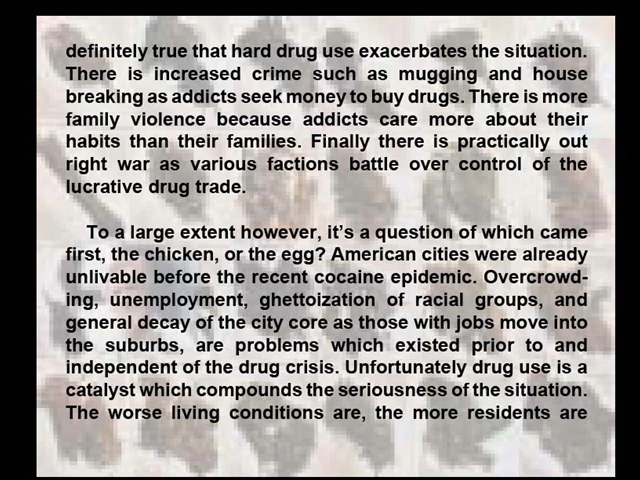 definitely true that hard drug use exacerbates the situation.
There is increased crime such as mugging and house
breaking as addicts seek money to buy drugs. There is more
family violence because addicts care more about their
habits than their families. Finally there is practically out
right war as various factions battle over control of the
lucrative drug trade.
To a large extent however, it's a question of which came
first, the chicken, or the egg? American cities were already
unlivable before the recent cocaine epidemic. Overcrowd-
ing, unemployment, ghettoization of racial groups, and
general decay of the city core as those with jobs move into
the suburbs, are problems which existed prior to and
independent of the drug crisis. Unfortunately drug use is a
catalyst which compounds the seriousness of the situation.
The worse living conditions are, the more residents are